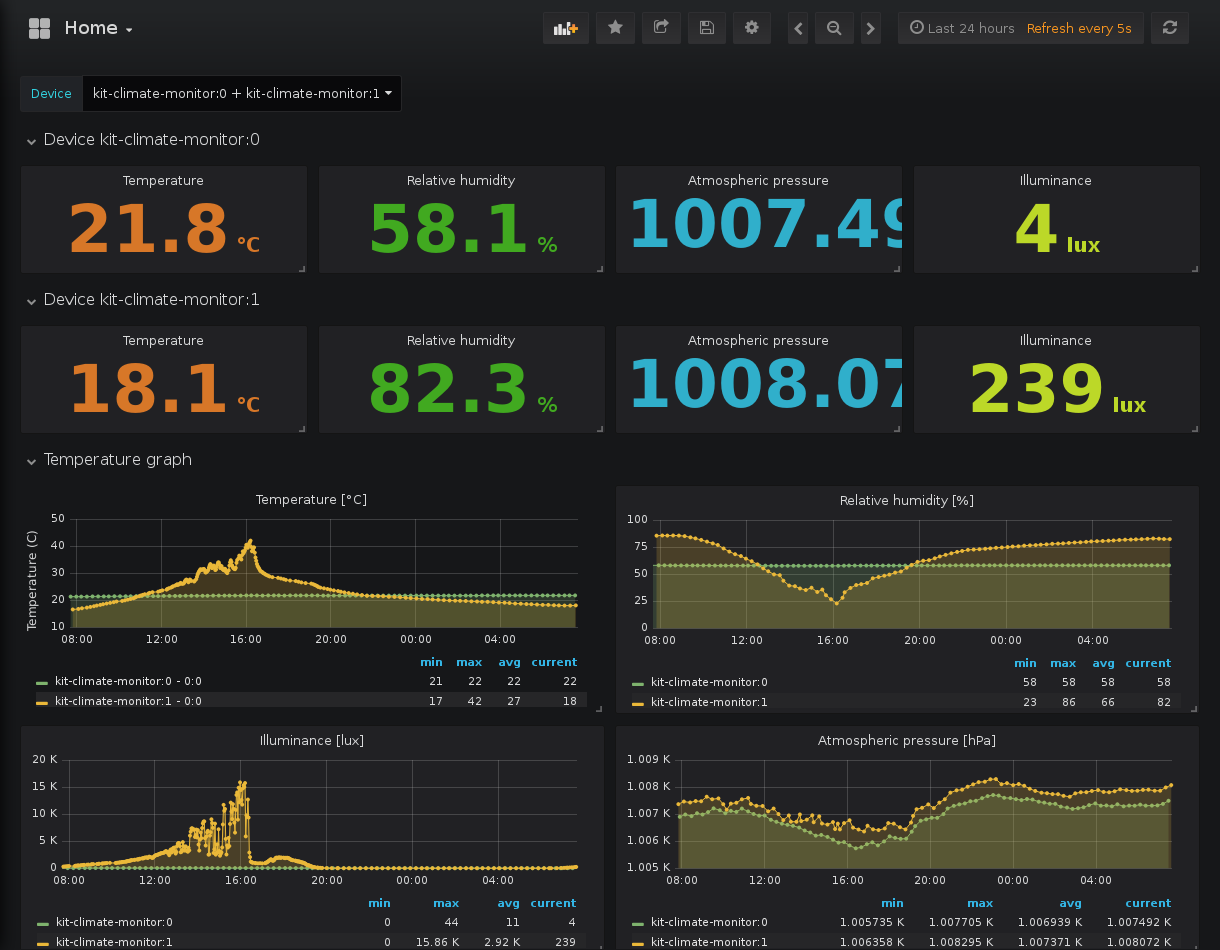 Home
Last 24 hours Refresh every 5s
Device kit-climate-monitor:0 + kit-climate-monitor:1
Device kit-climate-monitor:0
Temperature Relative humidity Atmospheric pressure Illuminance
21.8 °C 58.1 % 1007.49 4 lux
Device kit-climate-monitor:1
Temperature Relative humidity Atmospheric pressure Illuminance
18.1 °C 82.3 % 1008.07 239 lux
Temperature graph
Temperature [°C]
Temperature (C)
50
40
30
20
10
08:00 12:00 16:00 20:00 00:00 04:00
min max avg current
kit-climate-monitor:0 - 0:0 21 22 22 22
kit-climate-monitor:1 - 0:0 17 42 27 18
Relative humidity [%]
100
75
50
25
0
08:00 12:00 16:00 20:00 00:00 04:00
min max avg current
kit-climate-monitor:0 58 58 58 58
kit-climate-monitor:1 23 86 66 82
Illuminance [lux]
20 K
15 K
10 K
5 K
0
08:00 12:00 16:00 20:00 00:00 04:00
min max avg current
kit-climate-monitor:0 0 44 11 4
kit-climate-monitor:1 0 15.86 K 2.92 K 239
Atmospheric pressure [hPa]
1.009 K
1.008 K
1.007 K
1.006 K
1.005 K
08:00 12:00 16:00 20:00 00:00 04:00
min max avg current
kit-climate-monitor:0 1.005735 K 1.007705 K 1.006939 K 1.007492 K
kit-climate-monitor:1 1.006358 K 1.008295 K 1.007371 K 1.008072 K